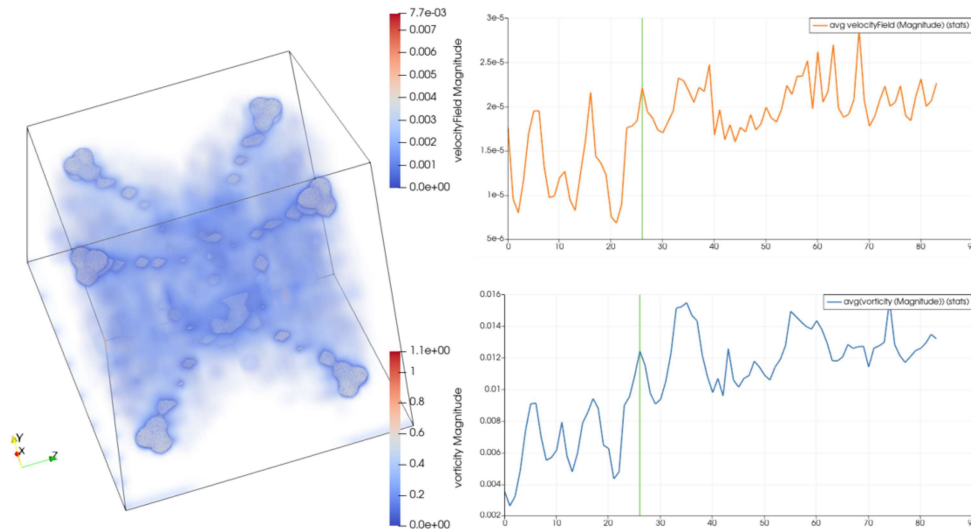 7.7e-03
0.007
0.006
0.005
0.004
0.003
0.002
0.001
0.0e+00
velocityField Magnitude
1.1e+00
1
0.8
0.6
0.4
0.2
0.0e+00
vorticity Magnitude
Y
X
Z
avg velocityField (Magnitude) (stats)
3e-5
2.5e-5
2e-5
1.5e-5
1e-5
5e-6
0 10 20 30 40 50 60 70 80 90
avg(vorticity (Magnitude)) (stats)
0.016
0.014
0.012
0.01
0.008
0.006
0.004
0.002
0 10 20 30 40 50 60 70 80